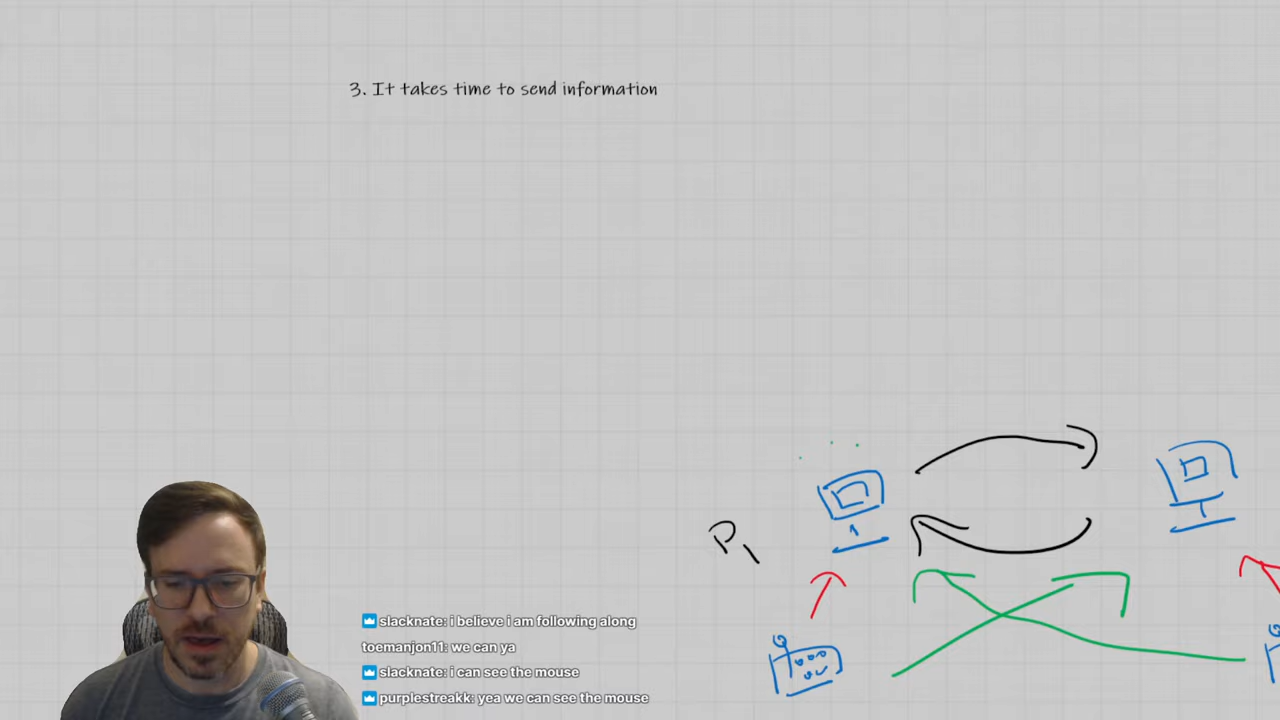 3. It takes time to send information
P1
slacknate: i believe i am following along
toemanjon11: we can ya
slacknate: i can see the mouse
purplestreakk: yea we can see the mouse